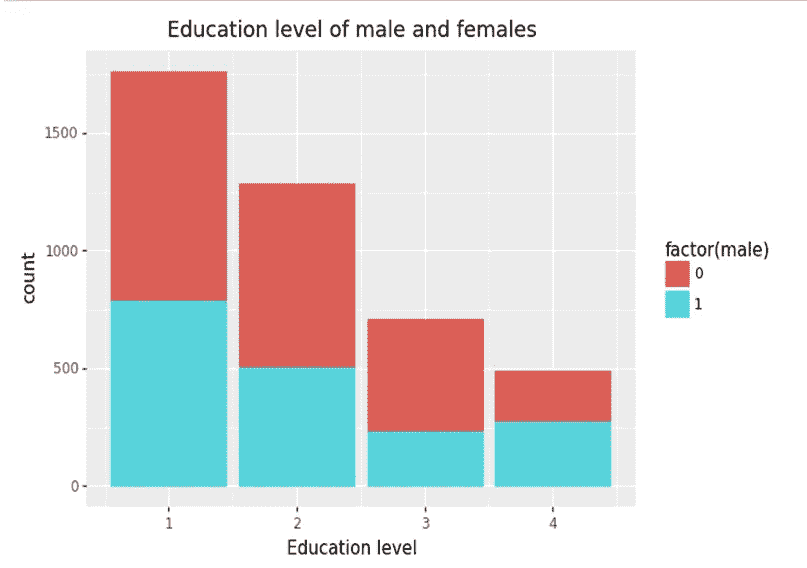 Education level of male and females
1500
1000
500
0
count
1
2
3
4
Education level
factor(male)
0
1